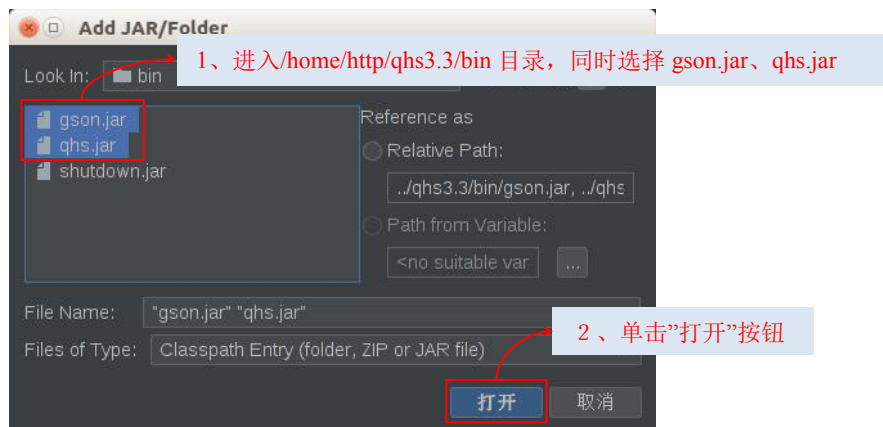 Add JAR/Folder
1、进入/home/http/qhs3.3/bin 目录，同时选择 gson.jar、qhs.jar
Look In: bin
gson.jar
qhs.jar
shutdown.jar
Reference as
Relative Path:
../qhs3.3/bin/gson.jar, ../qhs
Path from Variable:
<no suitable var
...
File Name: "gson.jar" "qhs.jar"
2 、单击”打开”按钮
Files of Type: Classpath Entry (folder, ZIP or JAR file)
打开 取消